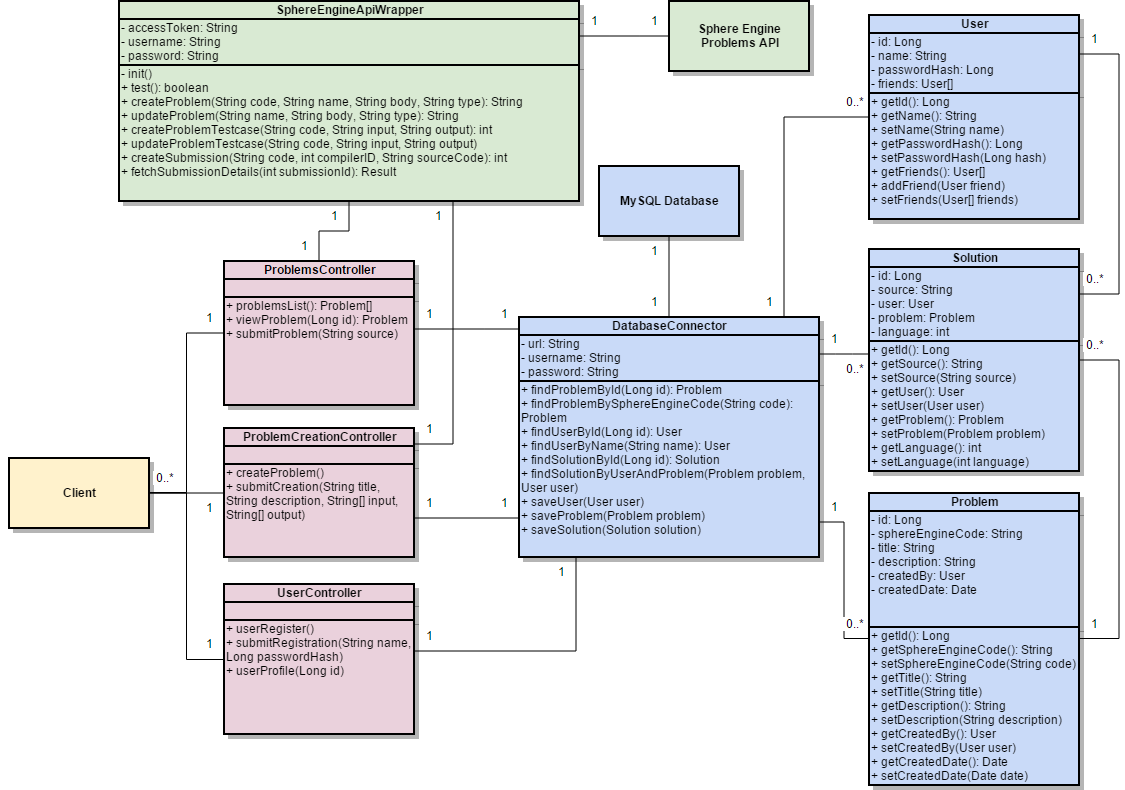 SphereEngineApiWrapper
- accessToken: String
- username: String
- password: String
- init()
+ test(): boolean
+ createProblem(String code, String name, String body, String type): String
+ updateProblem(String name, String body, String type): String
+ createProblemTestcase(String code, String input, String output): int
+ updateProblemTestcase(String code, String input, String output)
+ createSubmission(String code, int compilerID, String sourceCode): int
+ fetchSubmissionDetails(int submissionId): Result
1
1
Sphere Engine
Problems API
User
- id: Long
- name: String
- passwordHash: Long
- friends: User[]
+ getId(): Long
+ getName(): String
+ setName(String name)
+ getPasswordHash(): Long
+ setPasswordHash(Long hash)
+ getFriends(): User[]
+ addFriend(User friend)
+ setFriends(User[] friends)
1
0..*
MySQL Database
1
1
1
1
1
1
0..*
Solution
- id: Long
- source: String
- user: User
- problem: Problem
- language: int
+ getId(): Long
+ getSource(): String
+ setSource(String source)
+ getUser(): User
+ setUser(User user)
+ getProblem(): Problem
+ setProblem(Problem problem)
+ getLanguage(): int
+ setLanguage(int language)
0..*
ProblemsController
+ problemsList(): Problem[]
+ viewProblem(Long id): Problem
+ submitProblem(String source)
1
1
1
DatabaseConnector
- url: String
- username: String
- password: String
+ findProblemById(Long id): Problem
+ findProblemBySphereEngineCode(String code):
Problem
+ findUserById(Long id): User
+ findUserByName(String name): User
+ findSolutionById(Long id): Solution
+ findSolutionByUserAndProblem(Problem problem,
User user)
+ saveUser(User user)
+ saveProblem(Problem problem)
+ saveSolution(Solution solution)
1
0..*
ProblemCreationController
+ createProblem()
+ submitCreation(String title,
String description, String[] input,
String[] output)
1
1
1
1
Client
0..*
1
0..*
Problem
- id: Long
- sphereEngineCode: String
- title: String
- description: String
- createdBy: User
- createdDate: Date
+ getId(): Long
+ getSphereEngineCode(): String
+ setSphereEngineCode(String code)
+ getTitle(): String
+ setTitle(String title)
+ getDescription(): String
+ setDescription(String description)
+ getCreatedBy(): User
+ setCreatedBy(User user)
+ getCreatedDate(): Date
+ setCreatedDate(Date date)
1
UserController
+ userRegister()
+ submitRegistration(String name,
Long passwordHash)
+ userProfile(Long id)
1
1
1